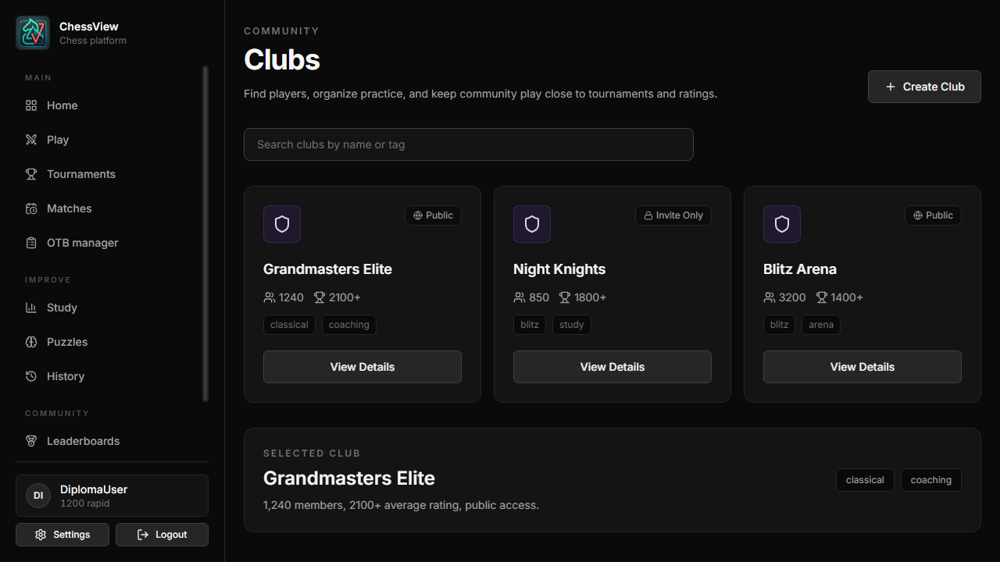 ChessView
Chess platform
MAIN
Home
Play
Tournaments
Matches
OTB manager
IMPROVE
Study
Puzzles
History
COMMUNITY
Leaderboards
DI
DiplomaUser
1200 rapid
Settings
Logout
COMMUNITY
Clubs
Find players, organize practice, and keep community play close to tournaments and ratings.
+ Create Club
Search clubs by name or tag
Public
Grandmasters Elite
1240 2100+
classical coaching
View Details
Invite Only
Night Knights
850 1800+
blitz study
View Details
Public
Blitz Arena
3200 1400+
blitz arena
View Details
SELECTED CLUB
Grandmasters Elite
1,240 members, 2100+ average rating, public access.
classical coaching